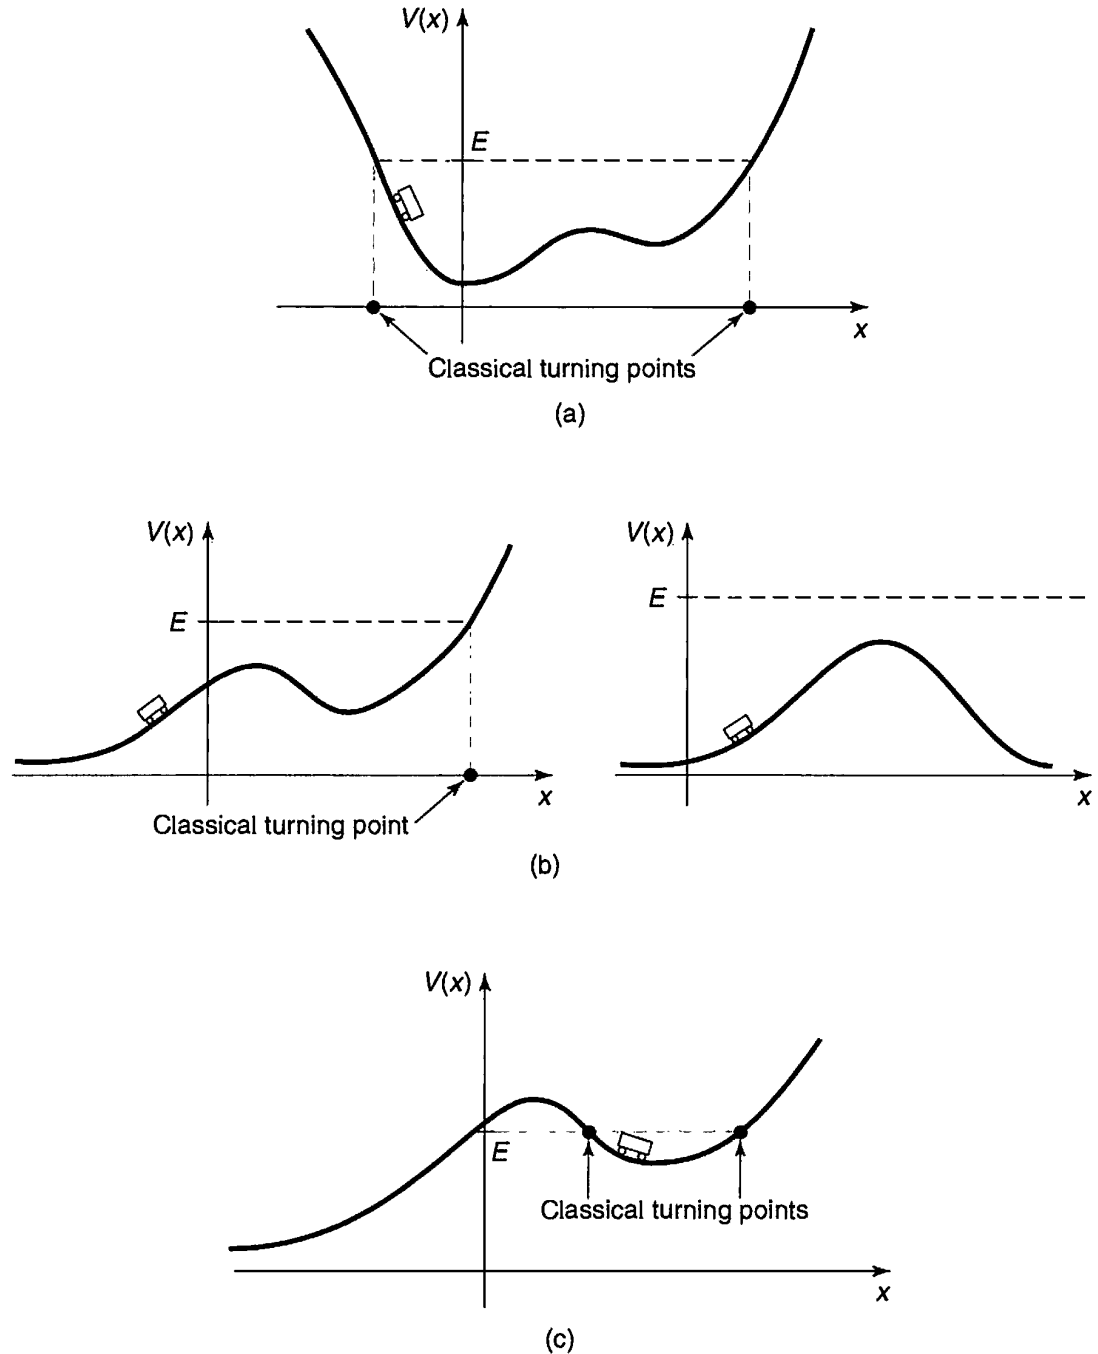 V(x)
E
x
Classical turning points
(a)
V(x)
E
x
Classical turning point
V(x)
E
x
(b)
V(x)
E
Classical turning points
x
(c)